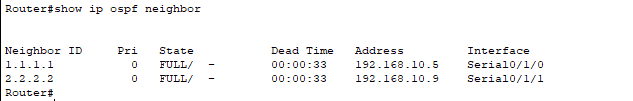 Router#show ip ospf neighbor
Neighbor ID     Pri   State           Dead Time   Address         Interface
1.1.1.1           0   FULL/  -        00:00:33    192.168.10.5    Serial0/1/0
2.2.2.2           0   FULL/  -        00:00:33    192.168.10.9    Serial0/1/1
Router#